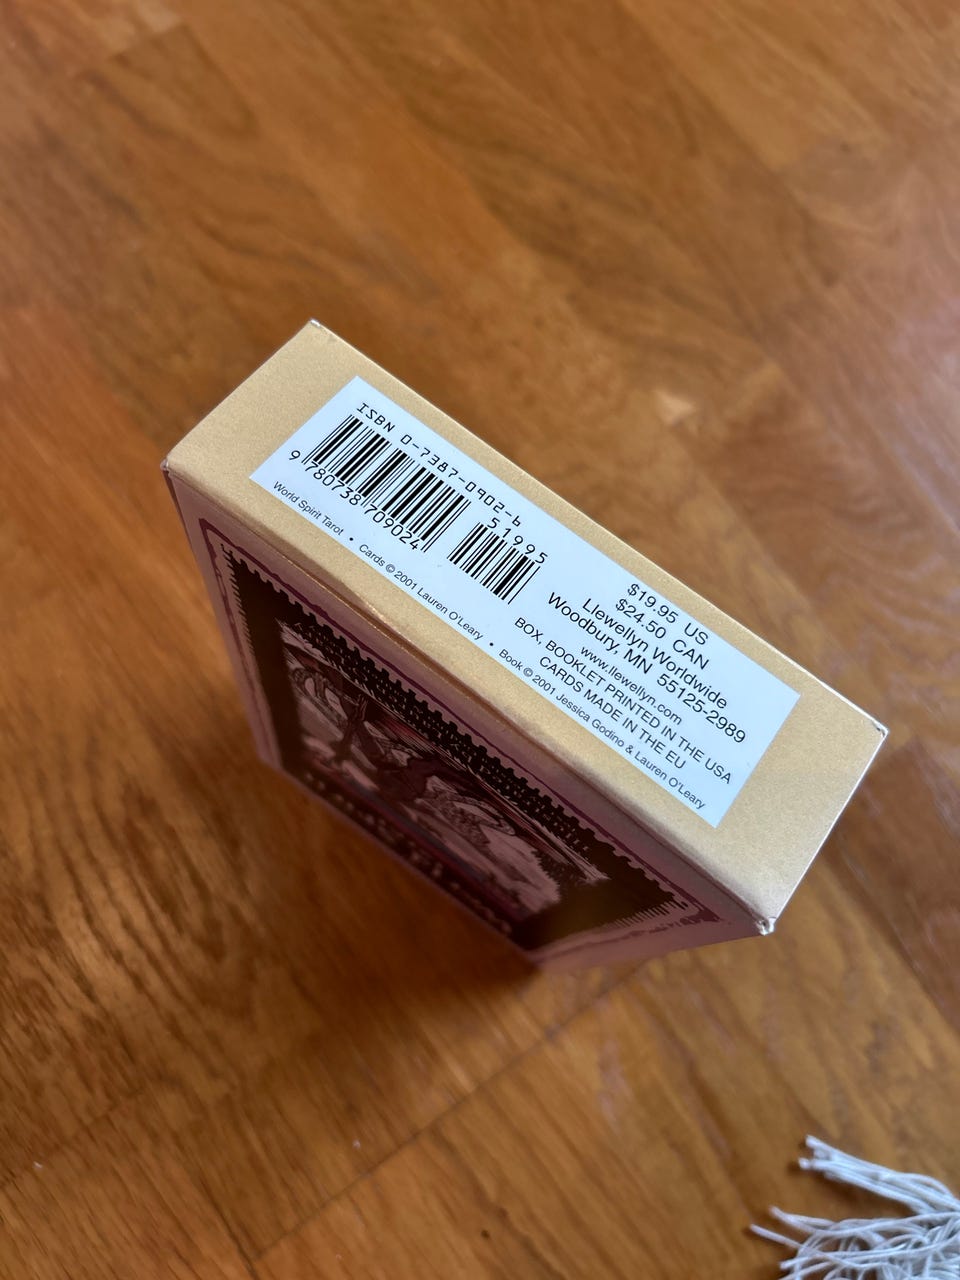 ISBN 0-7387-0902-6
51995
9 780738 709024
$19.95 US
$24.50 CAN
Llewellyn Worldwide
Woodbury, MN 55125-2989
www.llewellyn.com
BOX, BOOKLET PRINTED IN THE USA
CARDS MADE IN THE EU
World Spirit Tarot • Cards © 2001 Lauren O'Leary • Book © 2001 Jessica Godino & Lauren O'Leary